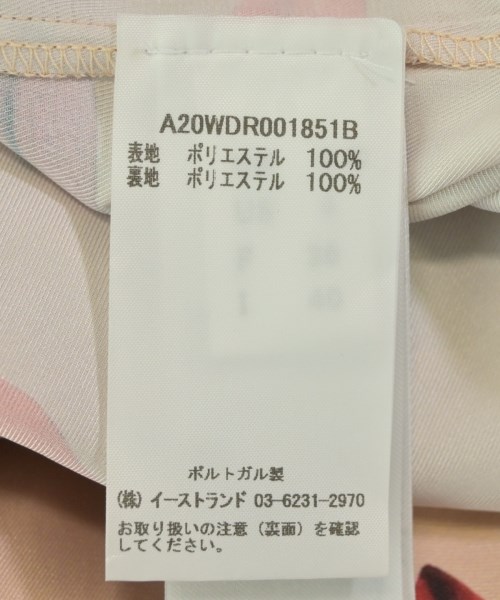 A20WDR001851B
表地 ポリエステル 100%
裏地 ポリエステル 100%
ポルトガル製
(株) イーストランド 03-6231-2970
お取り扱いの注意 (裏面) を確認
してください。